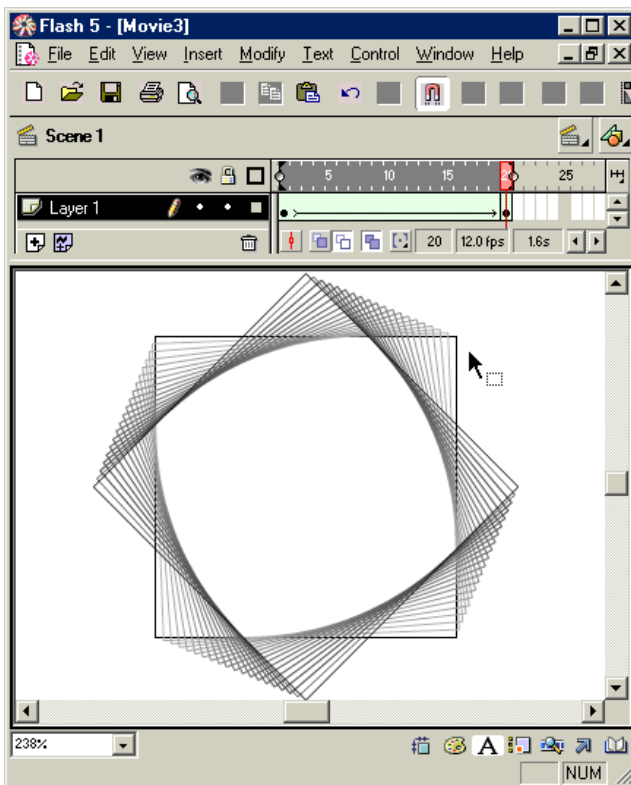 Flash 5 - [Movie3]
File Edit View Insert Modify Text Control Window Help
Scene 1
5 10 15 20 25
Layer 1
20 12.0 fps 1.6s
238%
A
NUM